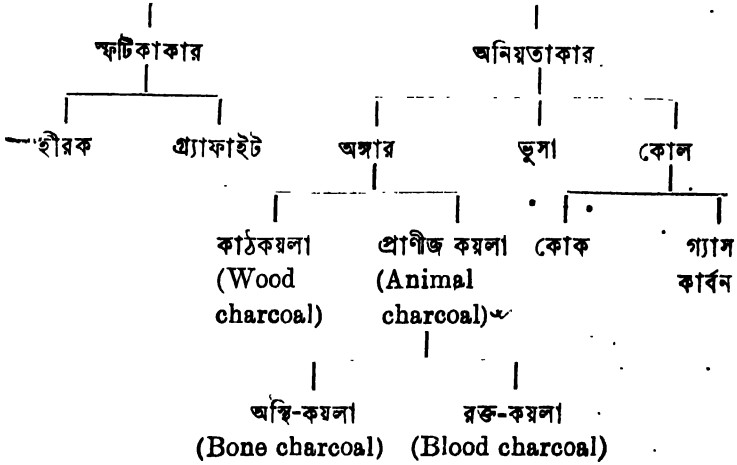 স্ফটিকাকার অনিয়তাকার
হীরক গ্র্যাফাইট অঙ্গার ভুসা কোল
কাঠকয়লা প্রাণীজ কয়লা কোক গ্যাস
(Wood (Animal কার্বন
charcoal) charcoal)
অস্থি-কয়লা রক্ত-কয়লা
(Bone charcoal) (Blood charcoal)